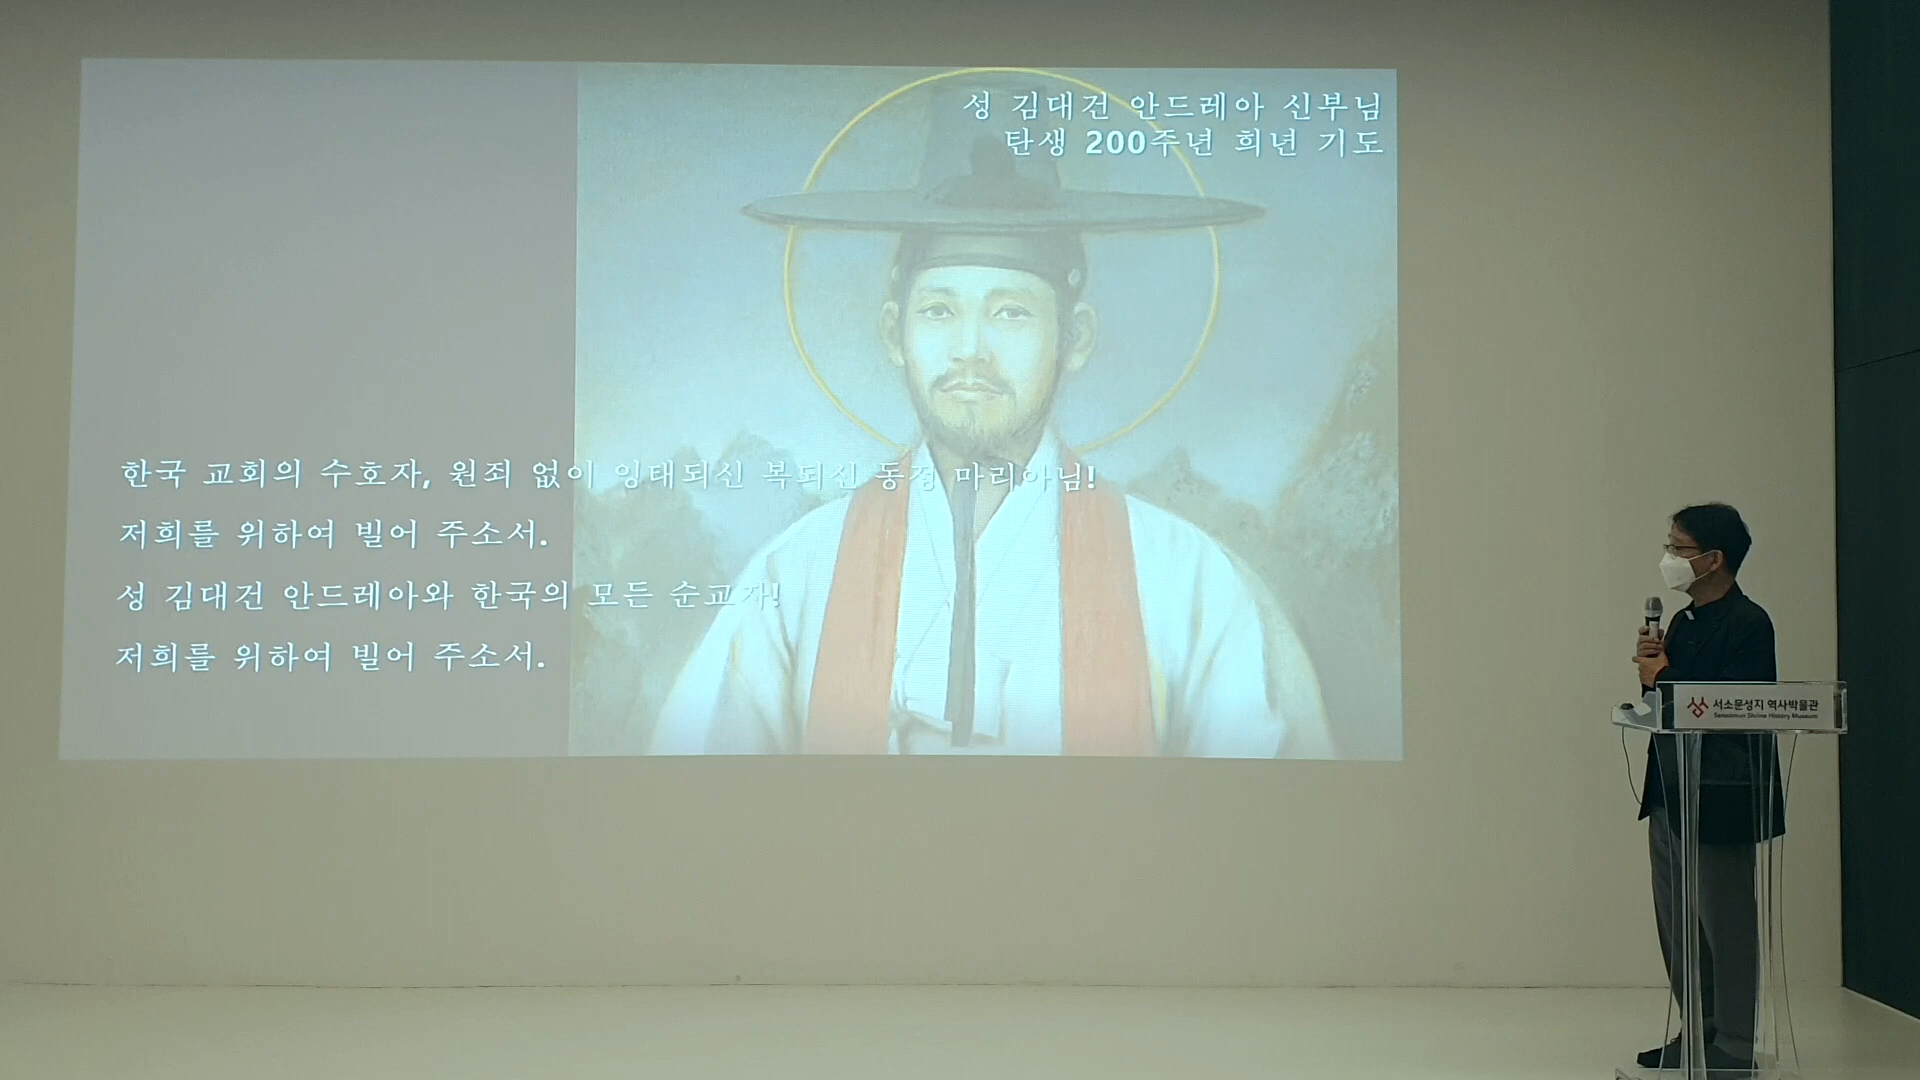 성 김대건 안드레아 신부님
탄생 200주년 희년 기도
한국 교회의 수호자, 원죄 없이 잉태되신 복되신 동정 마리아님!
저희를 위하여 빌어 주소서.
성 김대건 안드레아와 한국의 모든 순교자!
저희를 위하여 빌어 주소서.
서소문성지 역사박물관
Seosomun Shrine History Museum